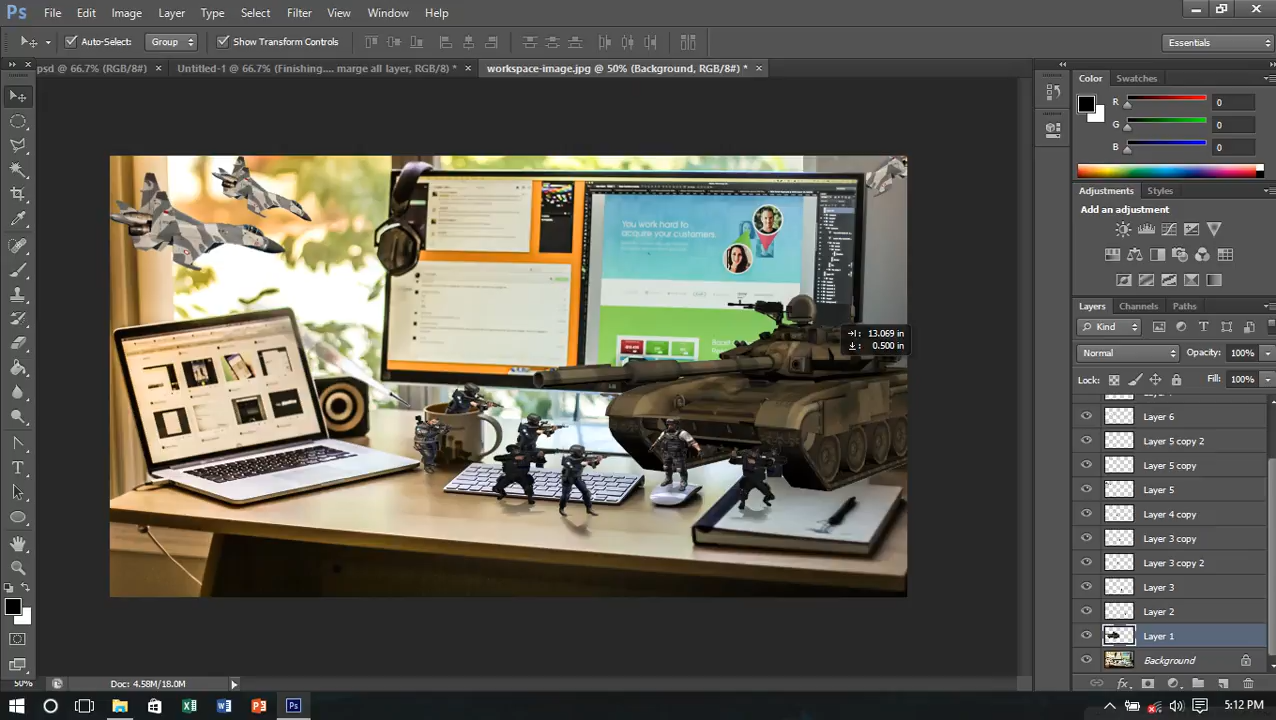 Ps File Edit Image Layer Type Select Filter View Window Help
Auto-Select: Group Show Transform Controls Essentials
psd @ 66.7% (RGB/8#) × Untitled-1 @ 66.7% (Finishing.... marge all layer, RGB/8) * × workspace-image.jpg @ 50% (Background, RGB/8#) * ×
Color Swatches
R 0
G 0
B 0
Adjustments Styles
Add an adjustment
You work hard to
acquire your customers
13.069 in
0.500 in
Layers Channels Paths
Kind
Normal Opacity: 100%
Lock: Fill: 100%
Layer 6
Layer 5 copy 2
Layer 5 copy
Layer 5
Layer 4 copy
Layer 3 copy
Layer 3 copy 2
Layer 3
Layer 2
Layer 1
Background
50% Doc: 4.58M/18.0M
5:12 PM